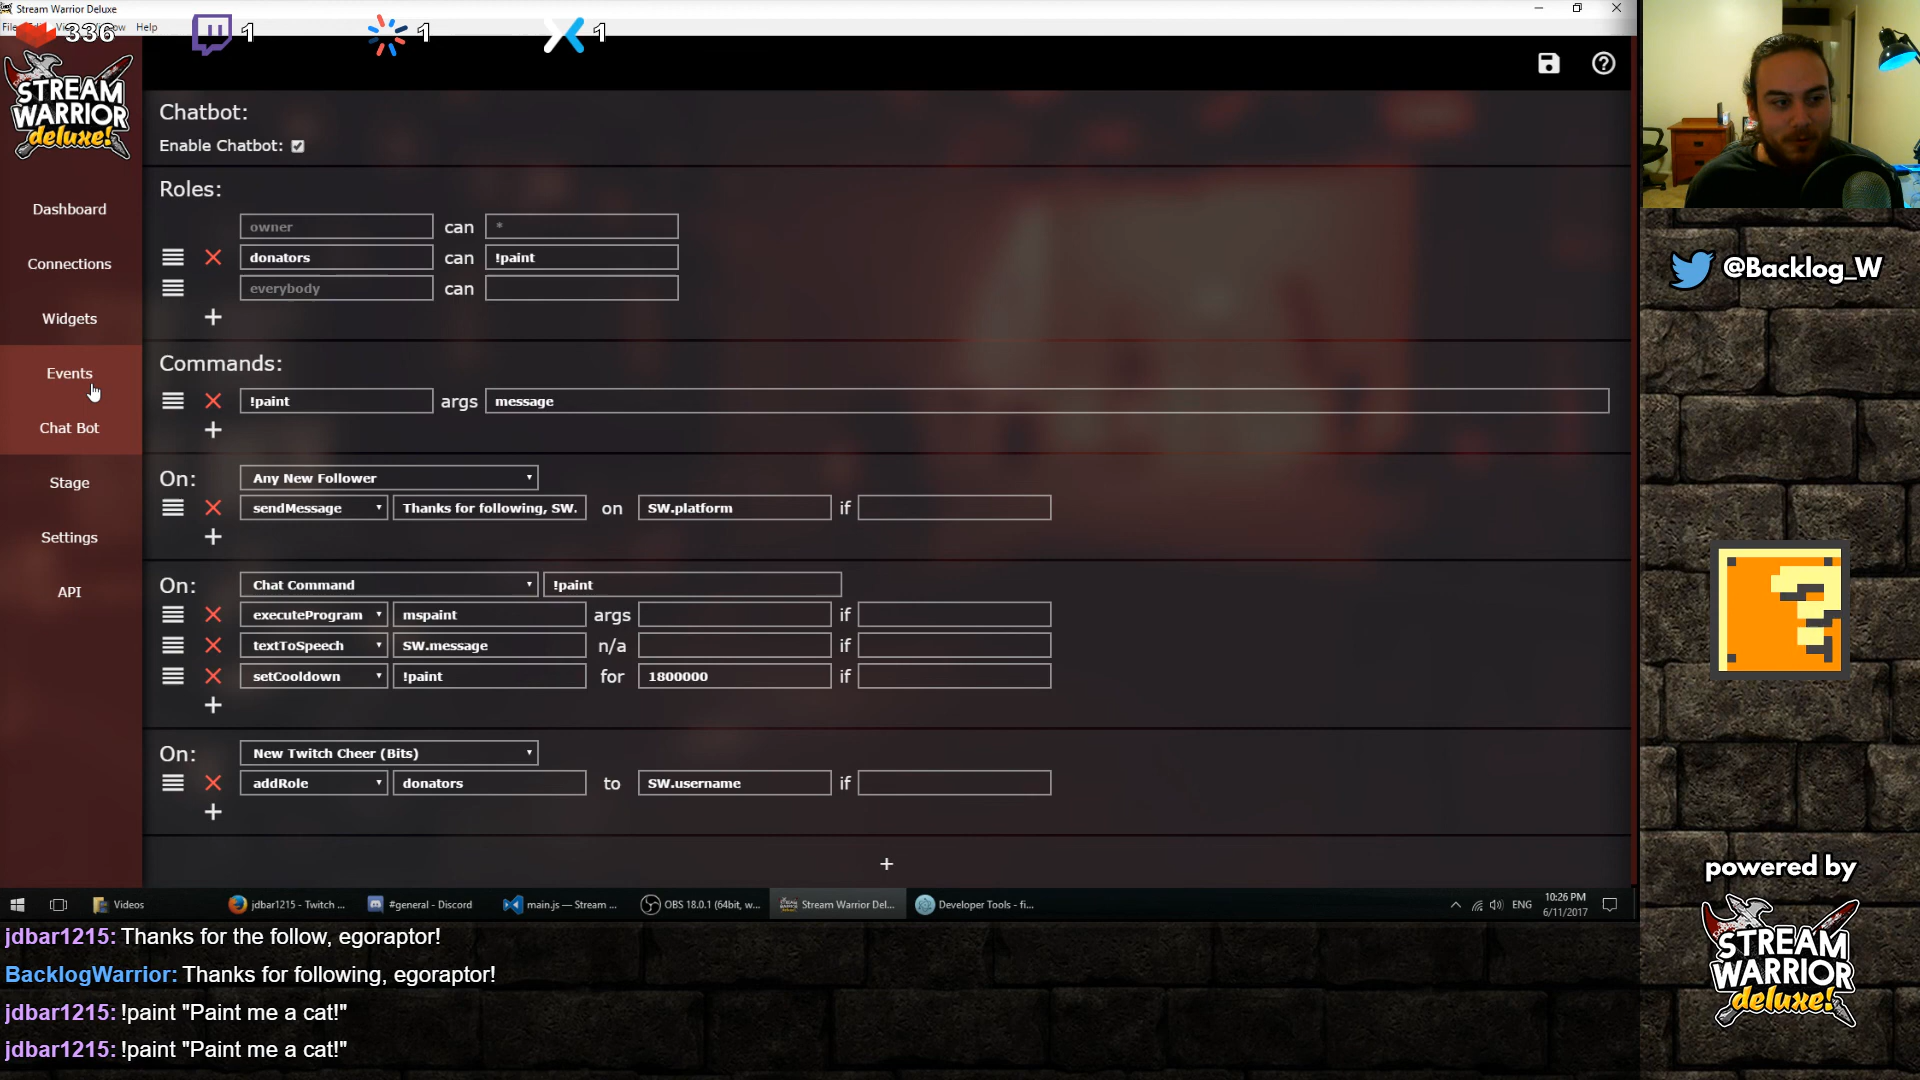 Stream Warrior Deluxe
Help
336
1
1
1
STREAM
WARRIOR
deluxe!
Dashboard
Connections
Widgets
Events
Chat Bot
Stage
Settings
API
Chatbot:
Enable Chatbot:
Roles:
owner can *
donators can !paint
everybody can
Commands:
!paint args message
On: Any New Follower
sendMessage Thanks for following, SW. on SW.platform if
On: Chat Command !paint
executeProgram mspaint args if
textToSpeech SW.message n/a if
setCooldown !paint for 1800000 if
On: New Twitch Cheer (Bits)
addRole donators to SW.username if
@Backlog_W
powered by
STREAM
WARRIOR
deluxe!
Videos
jdbar1215 - Twitch ...
#general - Discord
main.js — Stream ...
OBS 18.0.1 (64bit, w...
Stream Warrior Del...
Developer Tools - fi...
ENG
10:26 PM
6/11/2017
jdbar1215: Thanks for the follow, egoraptor!
BacklogWarrior: Thanks for following, egoraptor!
jdbar1215: !paint "Paint me a cat!"
jdbar1215: !paint "Paint me a cat!"